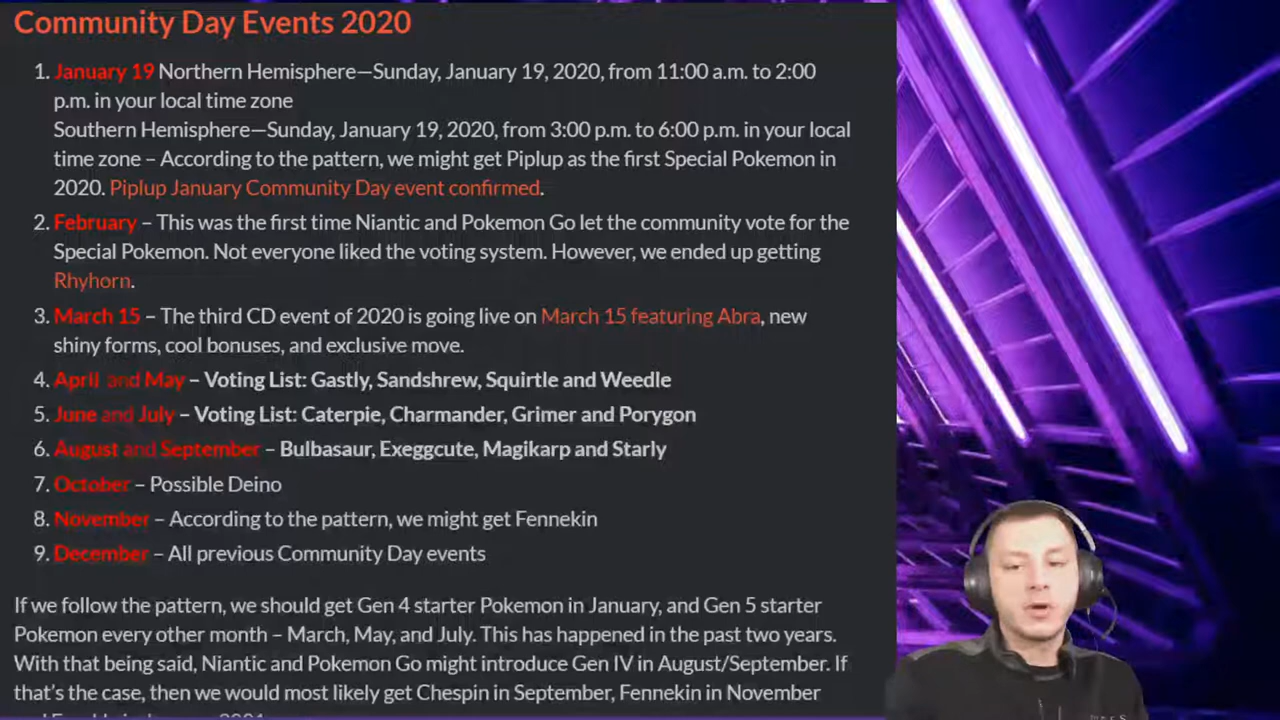 Community Day Events 2020
1. January 19 Northern Hemisphere—Sunday, January 19, 2020, from 11:00 a.m. to 2:00
p.m. in your local time zone
Southern Hemisphere—Sunday, January 19, 2020, from 3:00 p.m. to 6:00 p.m. in your local
time zone – According to the pattern, we might get Piplup as the first Special Pokemon in
2020. Piplup January Community Day event confirmed.
2. February – This was the first time Niantic and Pokemon Go let the community vote for the
Special Pokemon. Not everyone liked the voting system. However, we ended up getting
Rhyhorn.
3. March 15 – The third CD event of 2020 is going live on March 15 featuring Abra, new
shiny forms, cool bonuses, and exclusive move.
4. April and May – Voting List: Gastly, Sandshrew, Squirtle and Weedle
5. June and July – Voting List: Caterpie, Charmander, Grimer and Porygon
6. August and September – Bulbasaur, Exeggcute, Magikarp and Starly
7. October – Possible Deino
8. November – According to the pattern, we might get Fennekin
9. December – All previous Community Day events
If we follow the pattern, we should get Gen 4 starter Pokemon in January, and Gen 5 starter
Pokemon every other month – March, May, and July. This has happened in the past two years.
With that being said, Niantic and Pokemon Go might introduce Gen IV in August/September. If
that's the case, then we would most likely get Chespin in September, Fennekin in November